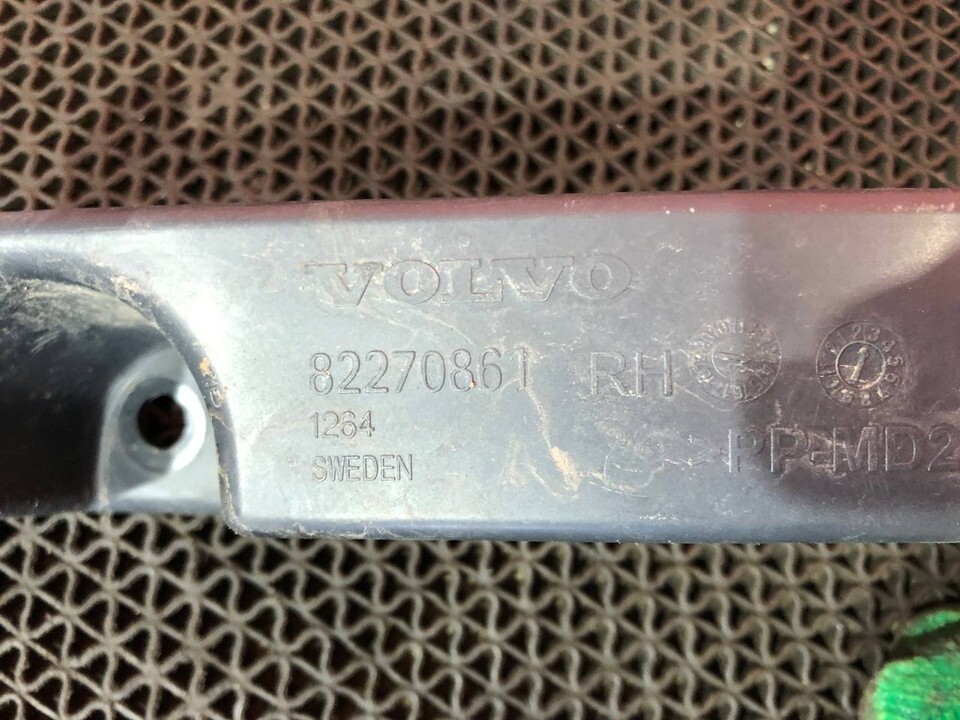 VOLVO
82270861 RH
1264
SWEDEN
PP-MD2